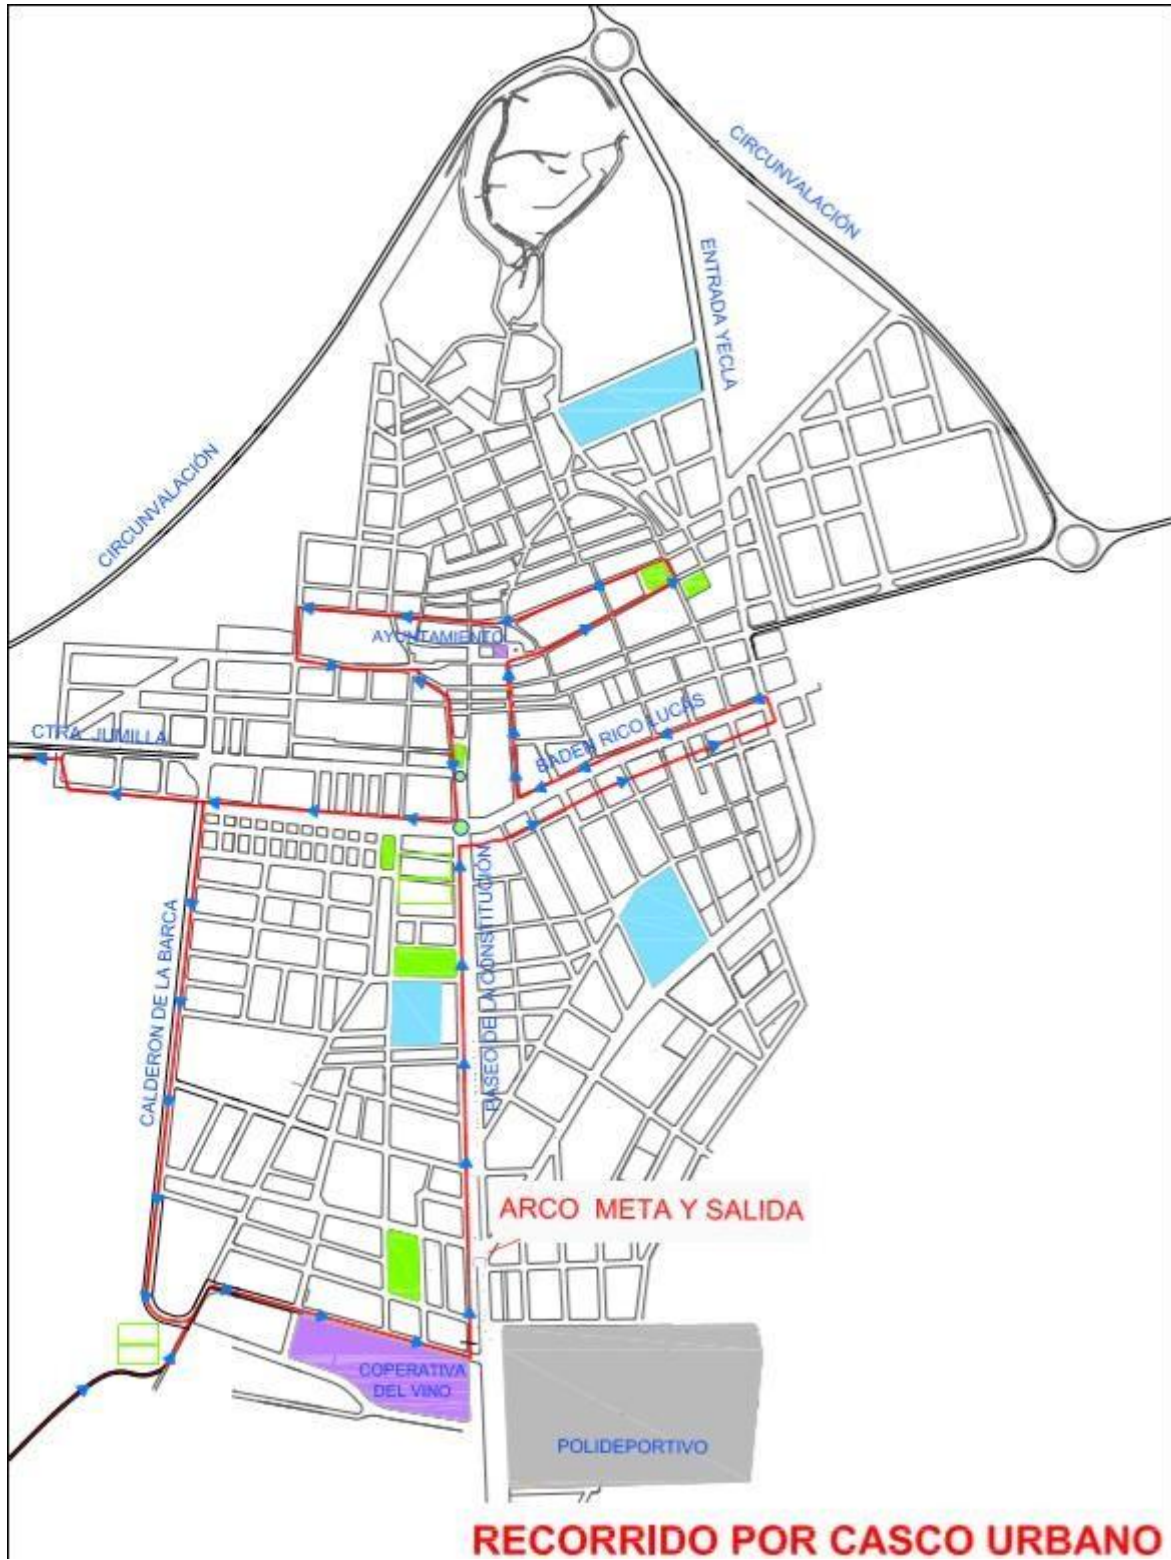 CIRCUNVALACIÓN
ENTRADA YECLA
CIRCUNVALACIÓN
AYUNTAMIENTO
BADEN RICO LUCAS
CTRA. JUMILLA
CALDERON DE LA BARCA
PASEO DE LA CONSTITUCIÓN
ARCO META Y SALIDA
COPERATIVA
DEL VINO
POLIDEPORTIVO
RECORRIDO POR CASCO URBANO